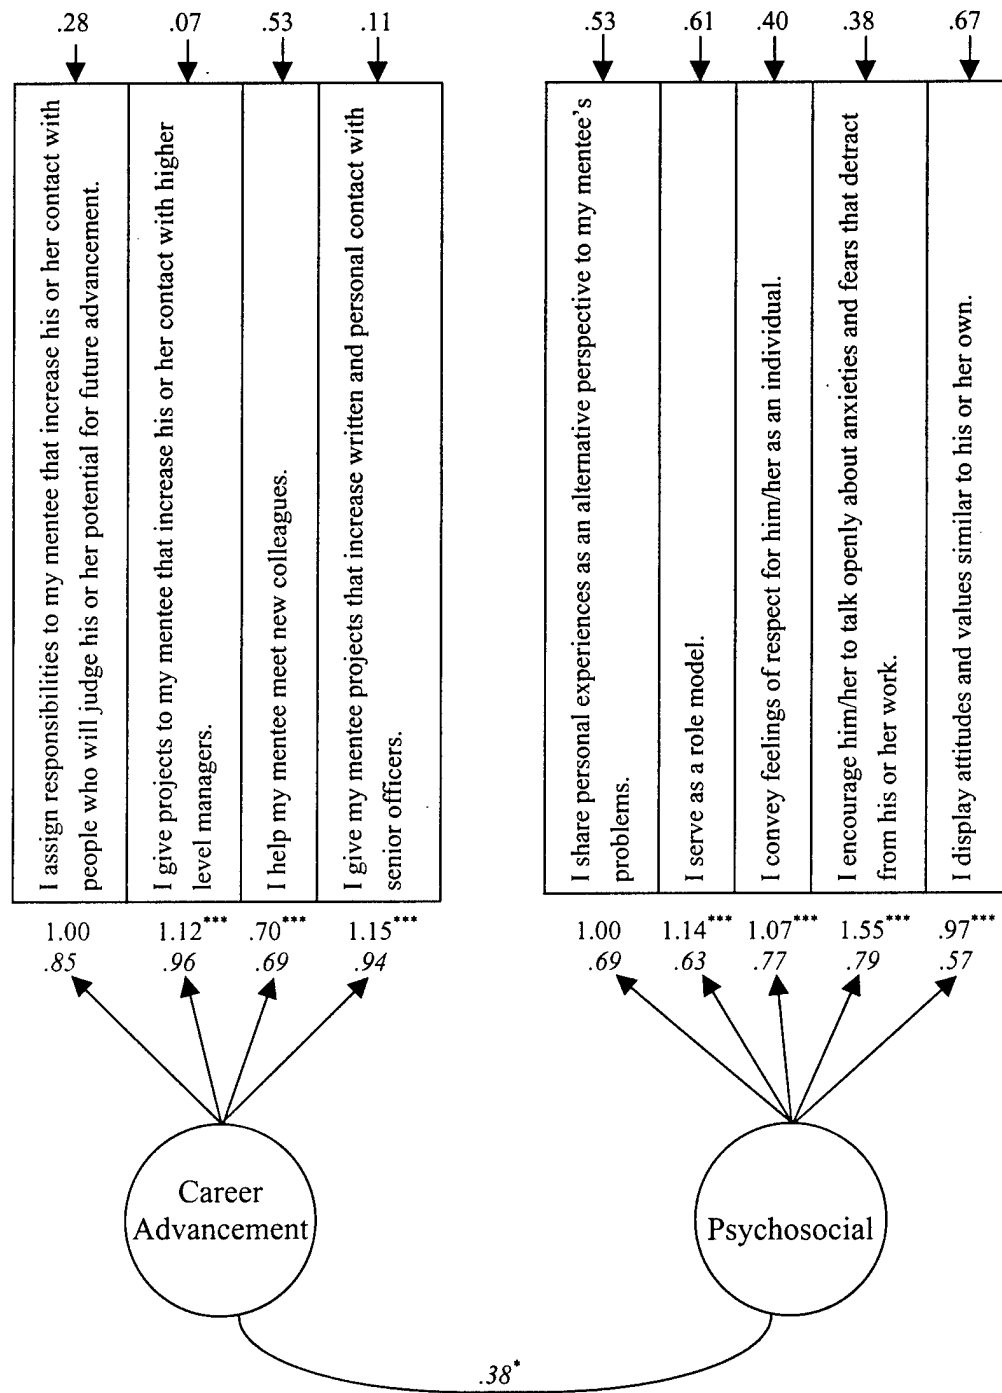 .28 .07 .53 .11 .53 .61 .40 .38 .67
I assign responsibilities to my mentee that increase his or her contact with
people who will judge his or her potential for future advancement.
I give projects to my mentee that increase his or her contact with higher
level managers.
I help my mentee meet new colleagues.
I give my mentee projects that increase written and personal contact with
senior officers.
I share personal experiences as an alternative perspective to my mentee's
problems.
I serve as a role model.
I convey feelings of respect for him/her as an individual.
I encourage him/her to talk openly about anxieties and fears that detract
from his or her work.
I display attitudes and values similar to his or her own.
1.00 1.12*** .70*** 1.15*** 1.00 1.14*** 1.07*** 1.55*** .97***
.85 .96 .69 .94 .69 .63 .77 .79 .57
Career
Advancement
Psychosocial
.38*